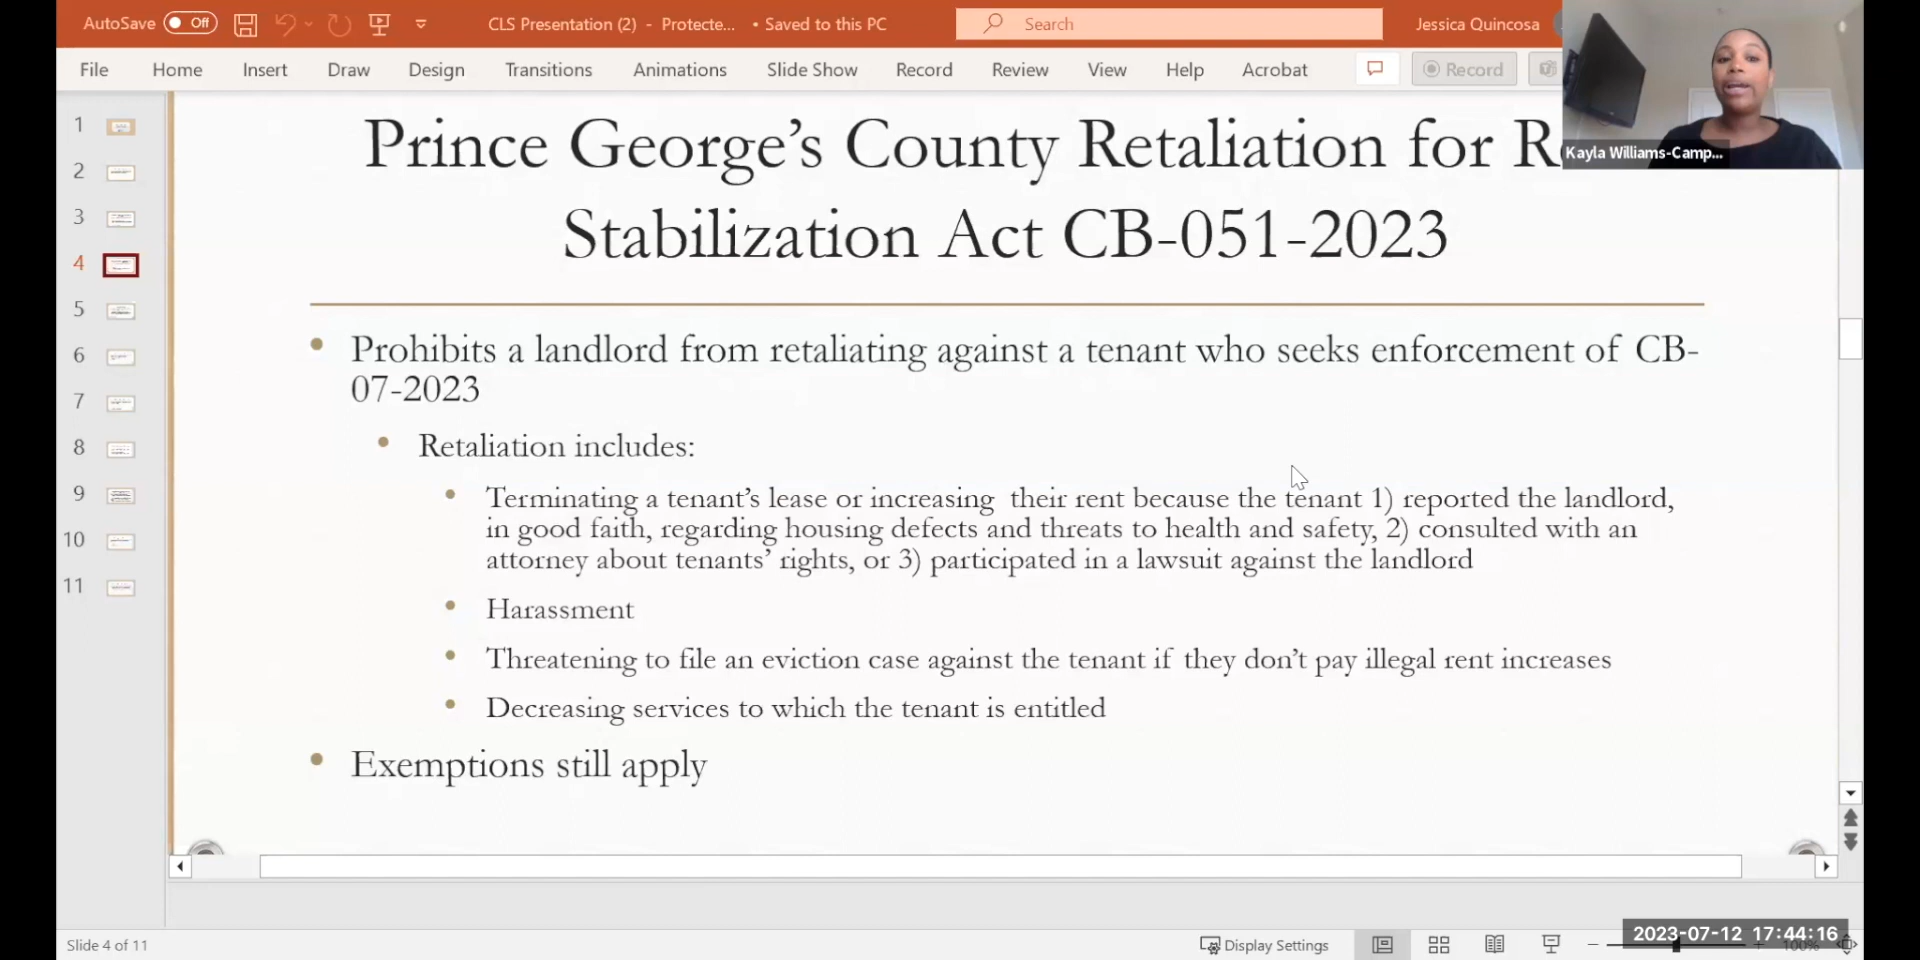 AutoSave Off CLS Presentation (2) - Protecte... • Saved to this PC Search Jessica Quincosa
File Home Insert Draw Design Transitions Animations Slide Show Record Review View Help Acrobat Record
Kayla Williams-Camp...
1
2
3
4
5
6
7
8
9
10
11
Prince George's County Retaliation for R
Stabilization Act CB-051-2023
• Prohibits a landlord from retaliating against a tenant who seeks enforcement of CB-
07-2023
• Retaliation includes:
• Terminating a tenant's lease or increasing their rent because the tenant 1) reported the landlord,
in good faith, regarding housing defects and threats to health and safety, 2) consulted with an
attorney about tenants' rights, or 3) participated in a lawsuit against the landlord
• Harassment
• Threatening to file an eviction case against the tenant if they don't pay illegal rent increases
• Decreasing services to which the tenant is entitled
• Exemptions still apply
Slide 4 of 11 Display Settings 100%
2023-07-12 17:44:16